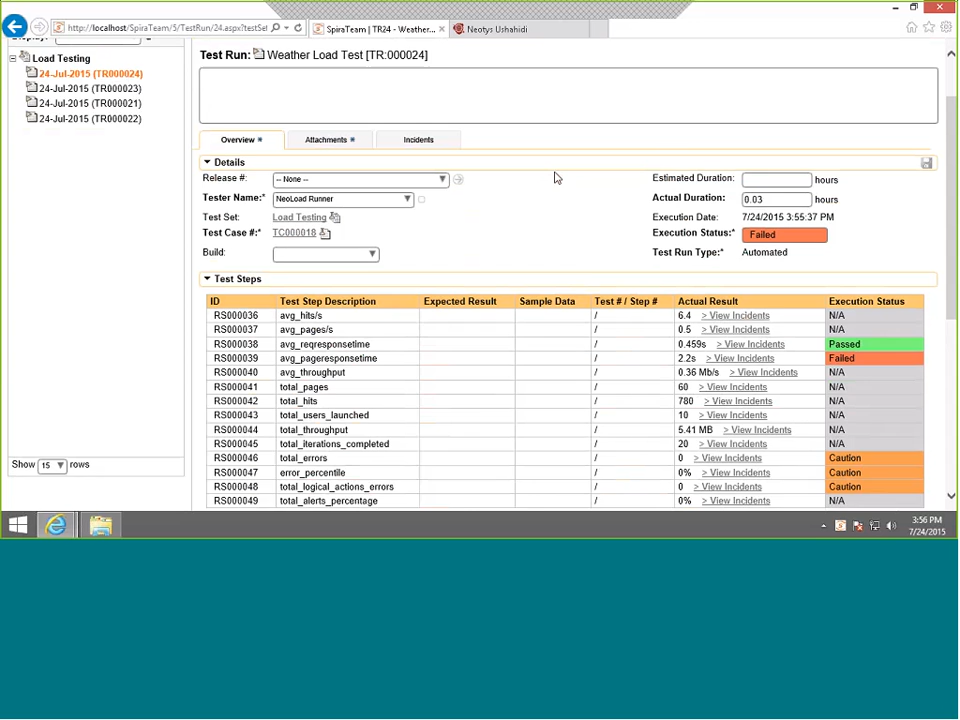 http://localhost/SpiraTeam/5/TestRun/24.aspx?testSet
SpiraTeam | TR24 - Weather...
Neotys Ushahidi
Load Testing
24-Jul-2015 (TR000024)
24-Jul-2015 (TR000023)
24-Jul-2015 (TR000021)
24-Jul-2015 (TR000022)
Show 15 rows
Test Run: Weather Load Test [TR:000024]
Overview Attachments Incidents
Details
Release #: -- None -- Estimated Duration: hours
Tester Name:* NeoLoad Runner Actual Duration: 0.03 hours
Test Set: Load Testing Execution Date: 7/24/2015 3:55:37 PM
Test Case #:* TC000018 Execution Status:* Failed
Build: Test Run Type:* Automated
Test Steps
ID Test Step Description Expected Result Sample Data Test # / Step # Actual Result Execution Status
RS000036 avg_hits/s / 6.4 > View Incidents N/A
RS000037 avg_pages/s / 0.5 > View Incidents N/A
RS000038 avg_reqresponsetime / 0.459s > View Incidents Passed
RS000039 avg_pageresponsetime / 2.2s > View Incidents Failed
RS000040 avg_throughput / 0.36 Mb/s > View Incidents N/A
RS000041 total_pages / 60 > View Incidents N/A
RS000042 total_hits / 780 > View Incidents N/A
RS000043 total_users_launched / 10 > View Incidents N/A
RS000044 total_throughput / 5.41 MB > View Incidents N/A
RS000045 total_iterations_completed / 20 > View Incidents N/A
RS000046 total_errors / 0 > View Incidents Caution
RS000047 error_percentile / 0% > View Incidents Caution
RS000048 total_logical_actions_errors / 0 > View Incidents Caution
RS000049 total_alerts_percentage / 0% > View Incidents N/A
3:56 PM
7/24/2015